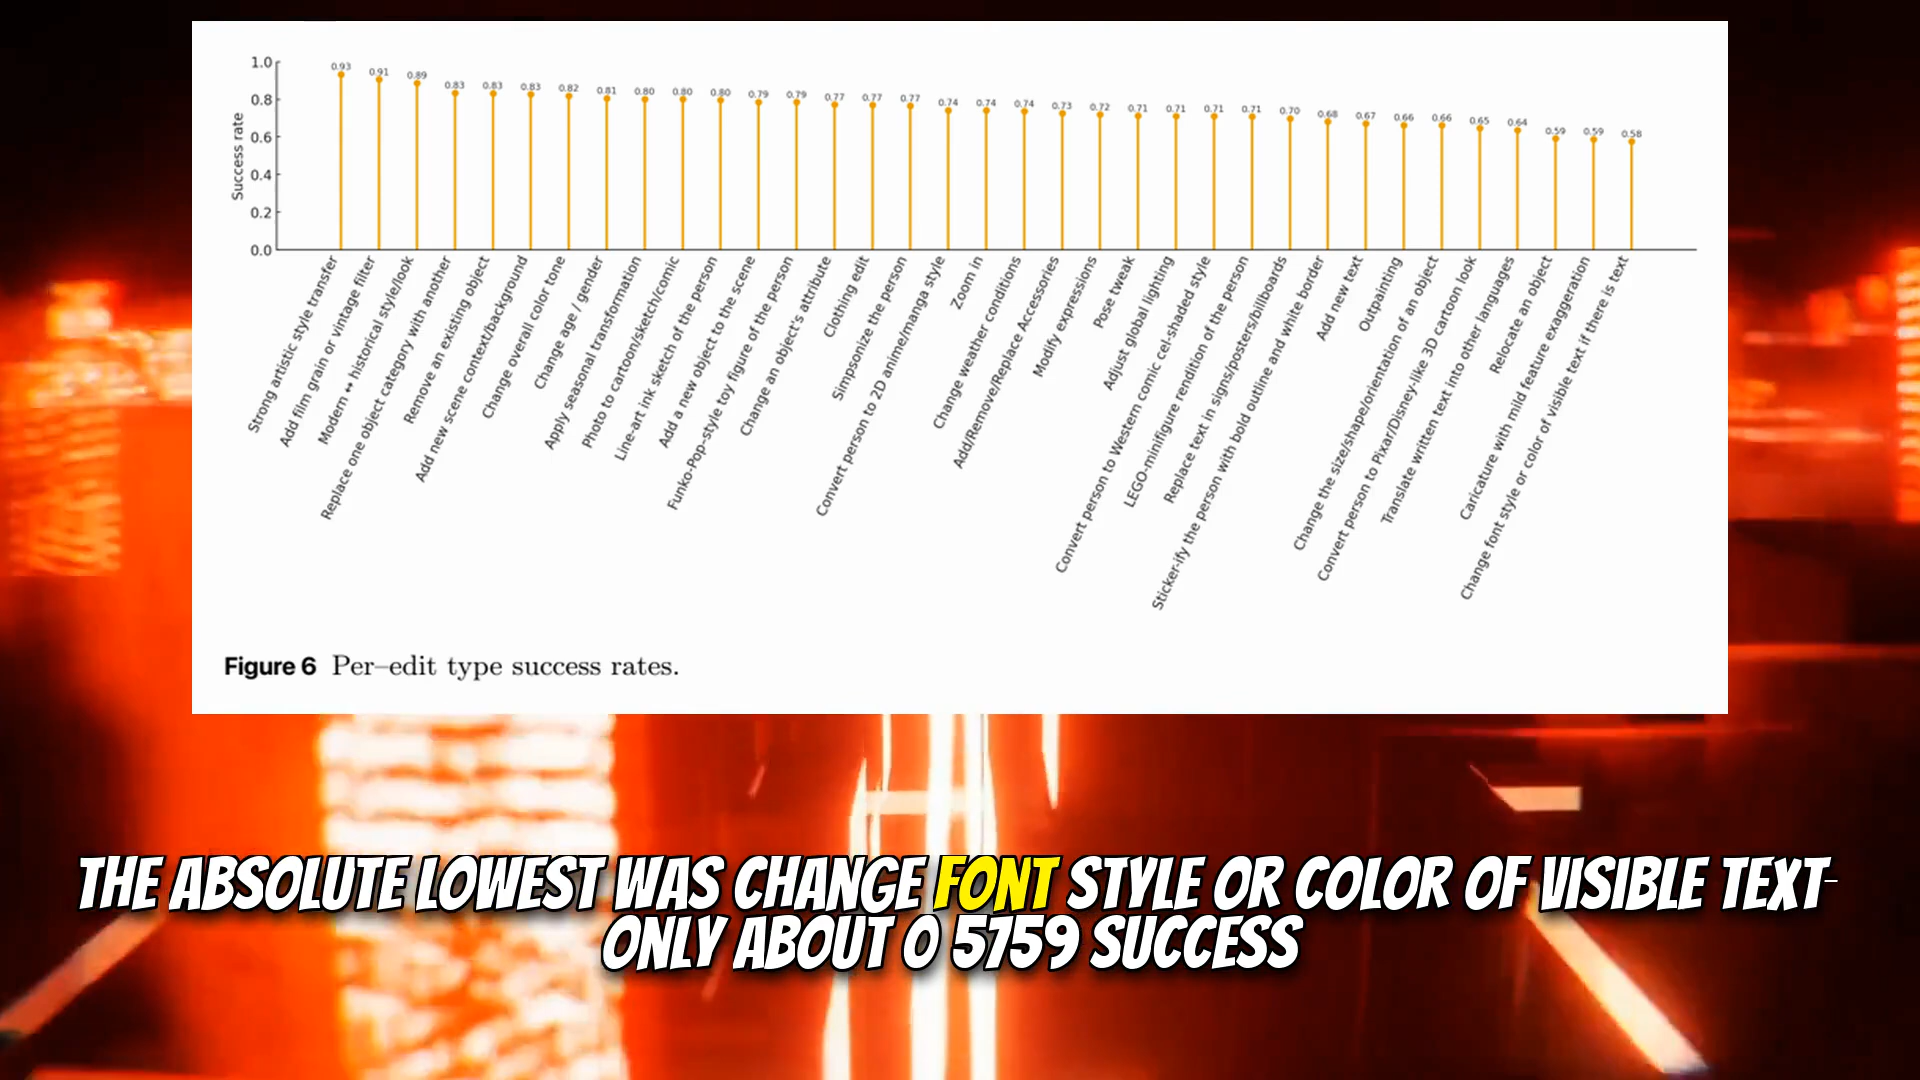 1.0
0.8
0.6
0.4
0.2
0.0
Success rate
0.93 0.91 0.89 0.83 0.83 0.83 0.82 0.81 0.80 0.80 0.80 0.79 0.79 0.77 0.77 0.77 0.74 0.74 0.74 0.73 0.72 0.71 0.71 0.71 0.71 0.70 0.68 0.67 0.66 0.66 0.65 0.64 0.59 0.59 0.58
Strong artistic style transfer
Add film grain or vintage filter
Modern ↔ historical style/look
Replace one object category with another
Remove an existing object
Add new scene context/background
Change overall color tone
Change age / gender
Apply seasonal transformation
Photo to cartoon/sketch/comic
Line-art ink sketch of the person
Add a new object to the scene
Funko-Pop-style toy figure of the person
Change an object's attribute
Clothing edit
Simpsonize the person
Convert person to 2D anime/manga style
Zoom in
Change weather conditions
Add/Remove/Replace Accessories
Modify expressions
Pose tweak
Adjust global lighting
Convert person to Western comic cel-shaded style
LEGO-minifigure rendition of the person
Replace text in signs/posters/billboards
Sticker-ify the person with bold outline and white border
Add new text
Outpainting
Change the size/shape/orientation of an object
Convert person to Pixar/Disney-like 3D cartoon look
Translate written text into other languages
Relocate an object
Caricature with mild feature exaggeration
Change font style or color of visible text if there is text
Figure 6 Per–edit type success rates.
THE ABSOLUTE LOWEST WAS CHANGE FONT STYLE OR COLOR OF VISIBLE TEXT-
ONLY ABOUT 0 5759 SUCCESS